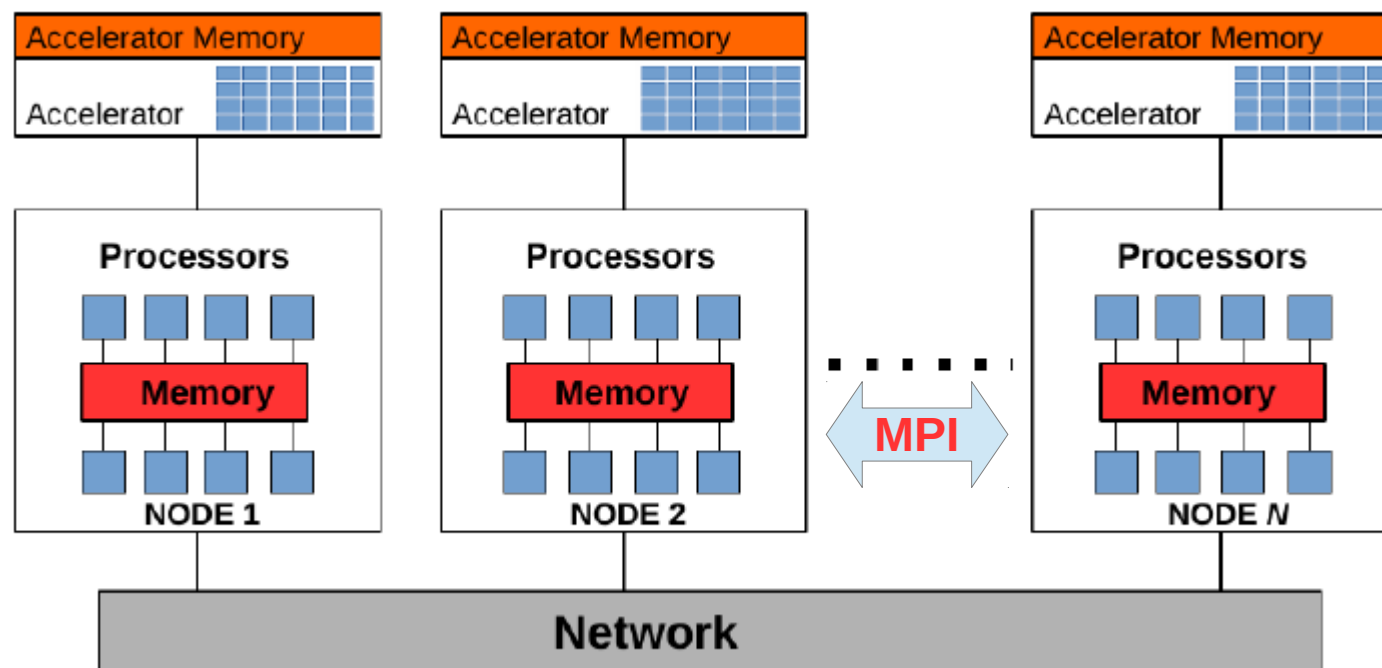 Accelerator Memory
Accelerator
Processors
Memory
NODE 1
Accelerator Memory
Accelerator
Processors
Memory
NODE 2
MPI
Accelerator Memory
Accelerator
Processors
Memory
NODE N
Network